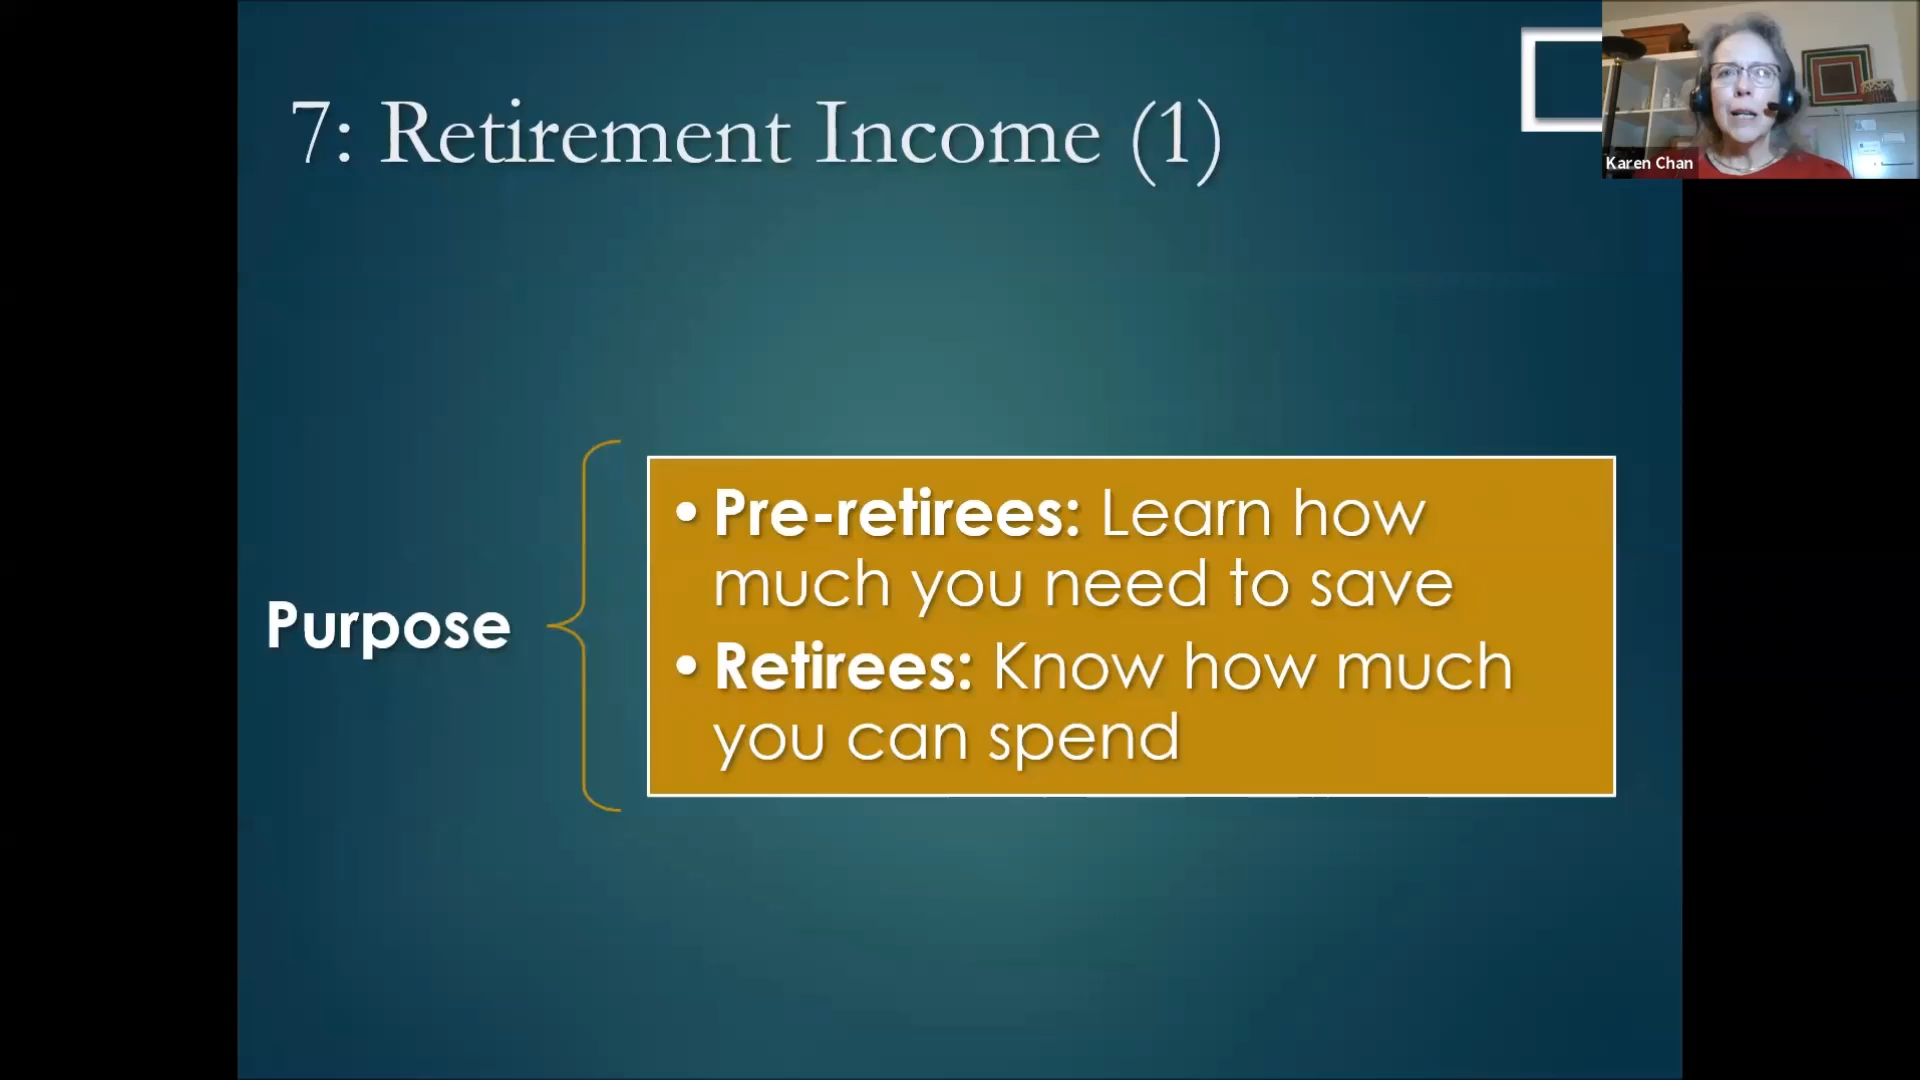 7: Retirement Income (1)
Karen Chan
Purpose
• Pre-retirees: Learn how
much you need to save
• Retirees: Know how much
you can spend